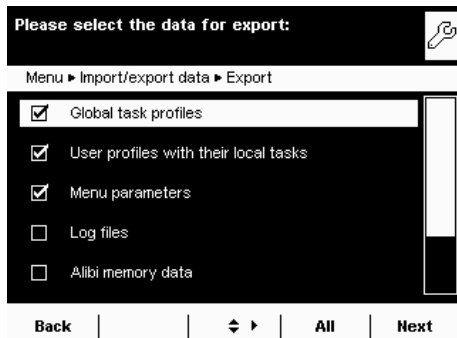 Please select the data for export:
Menu ▸ Import/export data ▸ Export
Global task profiles
User profiles with their local tasks
Menu parameters
Log files
Alibi memory data
Back All Next